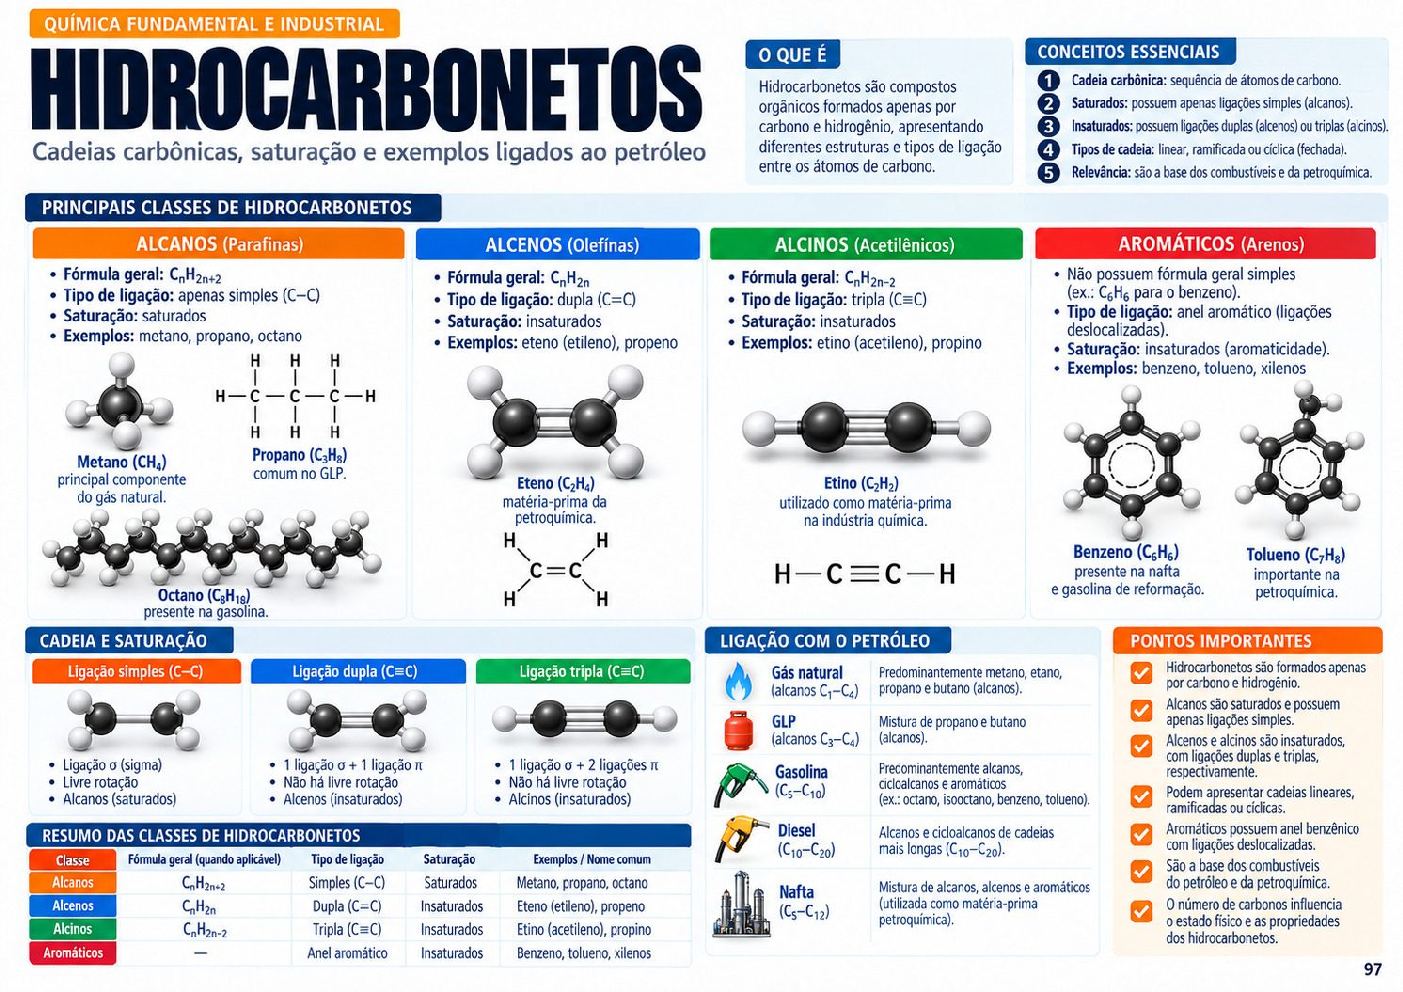 QUÍMICA FUNDAMENTAL E INDUSTRIAL
HIDROCARBONETOS
Cadeias carbônicas, saturação e exemplos ligados ao petróleo
O QUE É
Hidrocarbonetos são compostos
orgânicos formados apenas por
carbono e hidrogênio, apresentando
diferentes estruturas e tipos de ligação
entre os átomos de carbono.
CONCEITOS ESSENCIAIS
1 Cadeia carbônica: sequência de átomos de carbono.
2 Saturados: possuem apenas ligações simples (alcanos).
3 Insaturados: possuem ligações duplas (alcenos) ou triplas (alcinos).
4 Tipos de cadeia: linear, ramificada ou cíclica (fechada).
5 Relevância: são a base dos combustíveis e da petroquímica.
PRINCIPAIS CLASSES DE HIDROCARBONETOS
ALCANOS (Parafinas)
• Fórmula geral: CₙH₂ₙ₊₂
• Tipo de ligação: apenas simples (C−C)
• Saturação: saturados
• Exemplos: metano, propano, octano
H H H
H—C—C—C—H
H H H
Metano (CH₄)
principal componente
do gás natural.
Propano (C₃H₈)
comum no GLP.
Octano (C₈H₁₈)
presente na gasolina.
ALCENOS (Olefínas)
• Fórmula geral: CₙH₂ₙ
• Tipo de ligação: dupla (C=C)
• Saturação: insaturados
• Exemplos: eteno (etileno), propeno
Eteno (C₂H₄)
matéria-prima da
petroquímica.
H H
C=C
H H
ALCINOS (Acetilênicos)
• Fórmula geral: CₙH₂ₙ₋₂
• Tipo de ligação: tripla (C≡C)
• Saturação: insaturados
• Exemplos: etino (acetileno), propino
Etino (C₂H₂)
utilizado como matéria-prima
na indústria química.
H—C≡C—H
AROMÁTICOS (Arenos)
• Não possuem fórmula geral simples
(ex.: C₆H₆ para o benzeno).
• Tipo de ligação: anel aromático (ligações
deslocalizadas).
• Saturação: insaturados (aromaticidade).
• Exemplos: benzeno, tolueno, xilenos
Benzeno (C₆H₆)
presente na nafta
e gasolina de reformação.
Tolueno (C₇H₈)
importante na
petroquímica.
CADEIA E SATURAÇÃO
Ligação simples (C−C)
• Ligação σ (sigma)
• Livre rotação
• Alcanos (saturados)
Ligação dupla (C≡C)
• 1 ligação σ + 1 ligação π
• Não há livre rotação
• Alcenos (insaturados)
Ligação tripla (C≡C)
• 1 ligação σ + 2 ligações π
• Não há livre rotação
• Alcinos (insaturados)
RESUMO DAS CLASSES DE HIDROCARBONETOS
Classe Fórmula geral (quando aplicável) Tipo de ligação Saturação Exemplos / Nome comum
Alcanos CₙH₂ₙ₊₂ Simples (C−C) Saturados Metano, propano, octano
Alcenos CₙH₂ₙ Dupla (C=C) Insaturados Eteno (etileno), propeno
Alcinos CₙH₂ₙ₋₂ Tripla (C≡C) Insaturados Etino (acetileno), propino
Aromáticos — Anel aromático Insaturados Benzeno, tolueno, xilenos
LIGAÇÃO COM O PETRÓLEO
Gás natural
(alcanos C₁−C₄)
Predominantemente metano, etano,
propano e butano (alcanos).
GLP
(alcanos C₃−C₄)
Mistura de propano e butano
(alcanos).
Gasolina
(C₅−C₁₀)
Precominantemente alcanos,
ciclcalcanos e aromáticos
(ex.: octano, isooctano, benzeno, tolueno).
Diesel
(C₁₀−C₂₀)
Alcanos e cicloalcanos de cadeias
mais longas (C₁₀−C₂₀).
Nafta
(C₅−C₁₂)
Mistura de alcanos, alcenos e aromáticos
(utilizada como matéria-prima
petroquímica).
PONTOS IMPORTANTES
Hidrocarbonetos são formados apenas
por carbono e hidrogênio.
Alcanos são saturados e possuem
apenas ligações simples.
Alcenos e alcinos são insaturados,
com ligações duplas e triplas,
respectivamente.
Podem apresentar cadeias lineares,
ramificadas ou cíclicas.
Aromáticos possuem anel benzênico
com ligações deslocalizadas.
São a base dos combustíveis
do petróleo e da petroquímica.
O número de carbonos influencia
o estado físico e as propriedades
dos hidrocarbonetos.
97